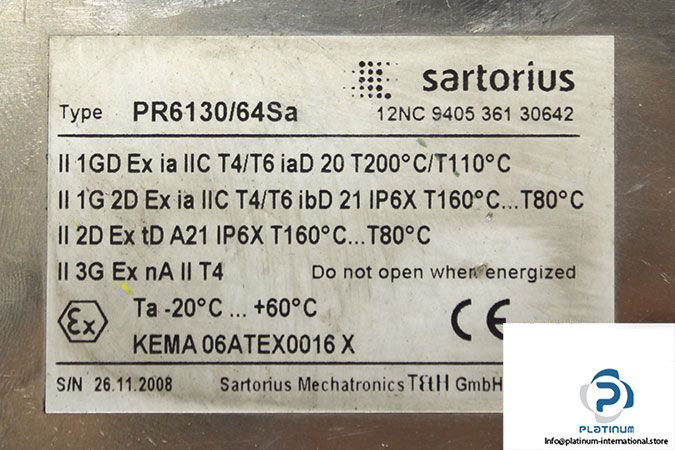 sartorius
Type PR6130/64Sa 12NC 9405 361 30642
II 1GD Ex ia IIC T4/T6 iaD 20 T200°C/T110°C
II 1G 2D Ex ia IIC T4/T6 ibD 21 IP6X T160°C...T80°C
II 2D Ex tD A21 IP6X T160°C...T80°C
II 3G Ex nA II T4 Do not open when energized
Ex Ta -20°C ... +60°C CE
KEMA 06ATEX0016 X
S/N 26.11.2008 Sartorius Mechatronics T&H GmbH
PLATINUM
Info@platinum-international.store